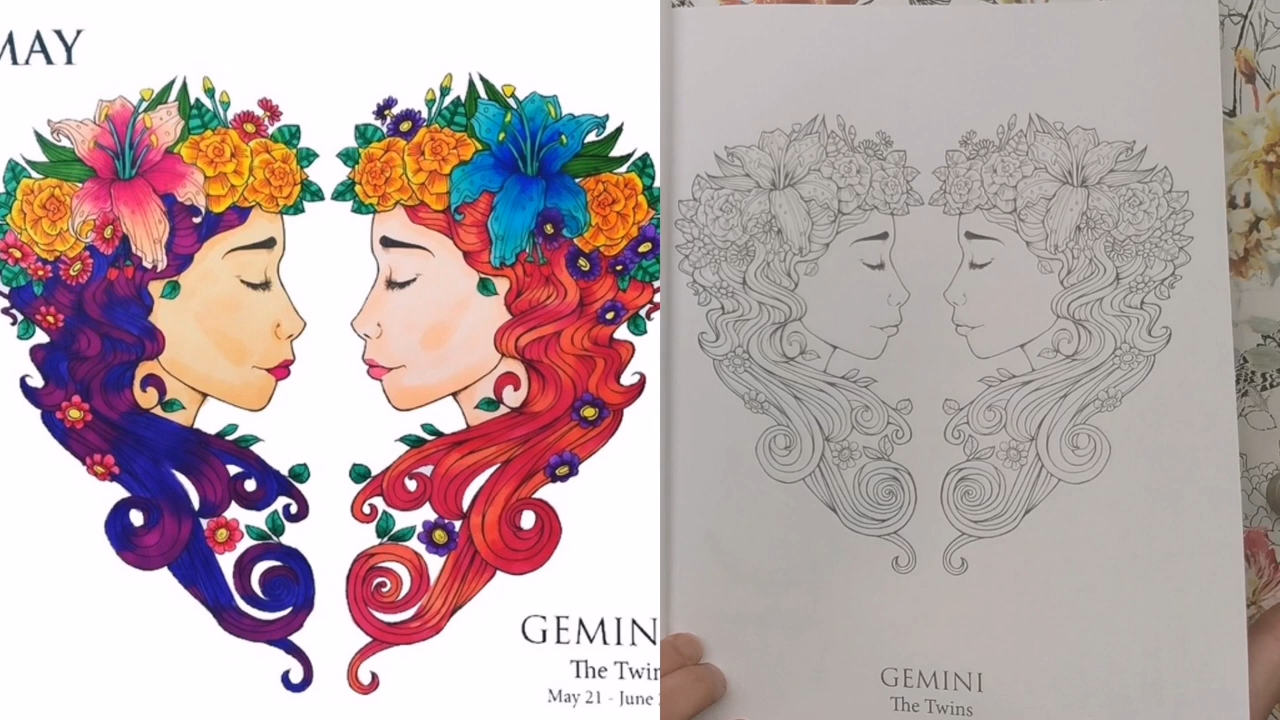 MAY
GEMIN
The Twin
May 21 - June
GEMINI
The Twins